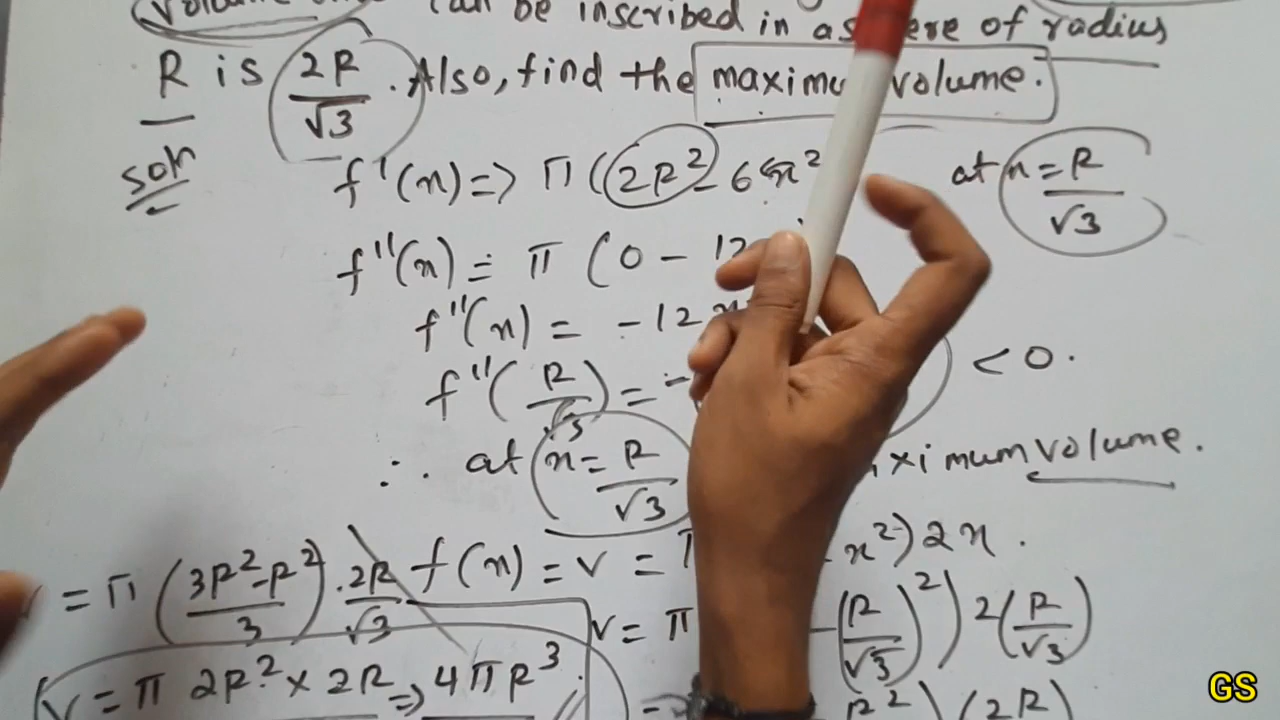 can be inscribed in a sphere of radius
R is 2R/√3. Also, find the maximum volume.
Soln
f'(x) => π(2R² - 6x² at x = R/√3
f''(x) = π(0 - 12
f''(x) = -12x
f''(R/√3) = - < 0.
∴ at x = R/√3 ximum volume.
f(x) = v = π x²)2x.
= π(3R²-R²/3).2R/√3
v = π -(R/√3)²)2(R/√3)
v = π 2R² × 2R => 4πR³
= R²)(2R)
GS